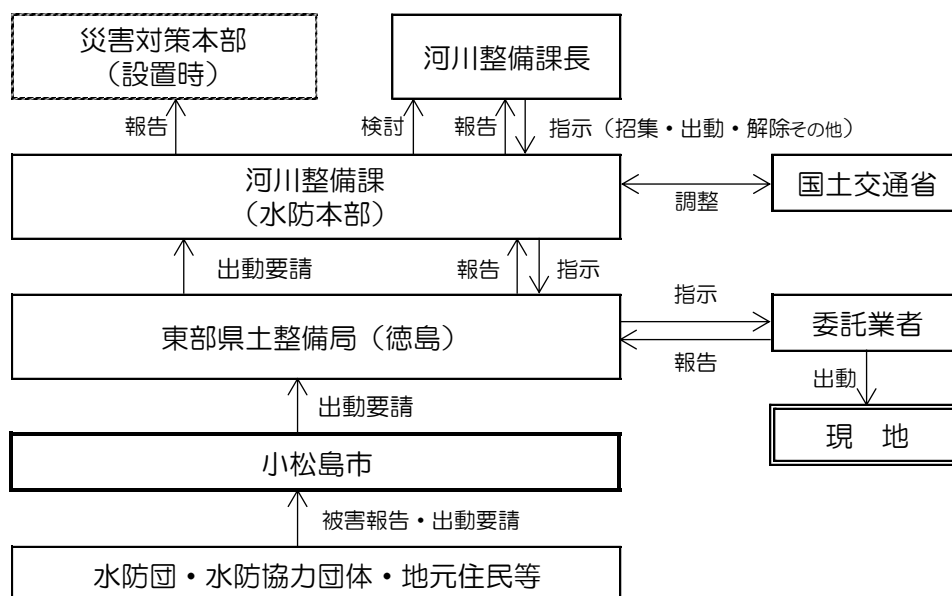 災害対策本部
（設置時）
河川整備課長
報告
検討
報告
指示（招集・出動・解除その他）
河川整備課
（水防本部）
調整
国土交通省
出動要請
報告
指示
東部県土整備局（徳島）
指示
報告
委託業者
出動
現　地
出動要請
小松島市
被害報告・出動要請
水防団・水防協力団体・地元住民等